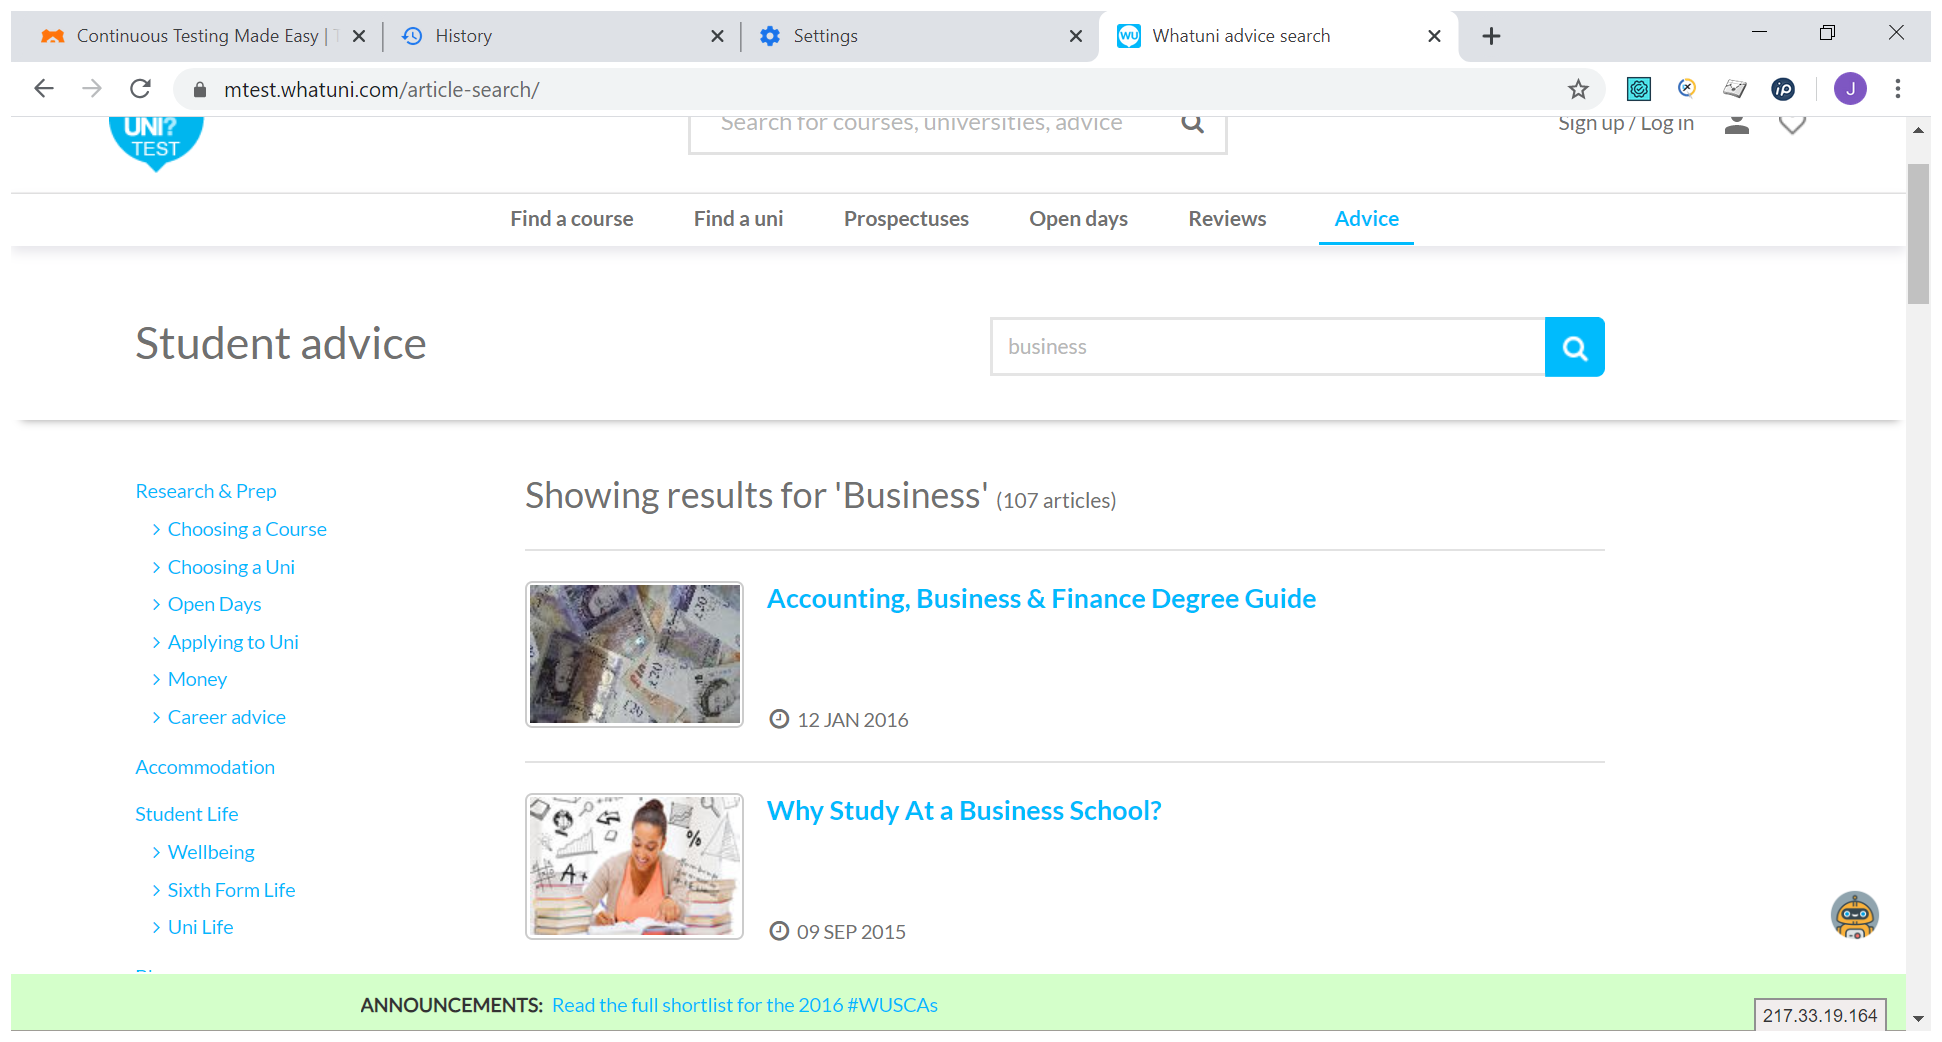 Continuous Testing Made Easy |
History
Settings
Whatuni advice search
mtest.whatuni.com/article-search/
J
UNI?
TEST
Search for courses, universities, advice
Sign up / Log in
Find a course
Find a uni
Prospectuses
Open days
Reviews
Advice
Student advice
business
Research & Prep
Choosing a Course
Choosing a Uni
Open Days
Applying to Uni
Money
Career advice
Accommodation
Student Life
Wellbeing
Sixth Form Life
Uni Life
Showing results for 'Business' (107 articles)
Accounting, Business & Finance Degree Guide
12 JAN 2016
Why Study At a Business School?
09 SEP 2015
ANNOUNCEMENTS: Read the full shortlist for the 2016 #WUSCAs
217.33.19.164